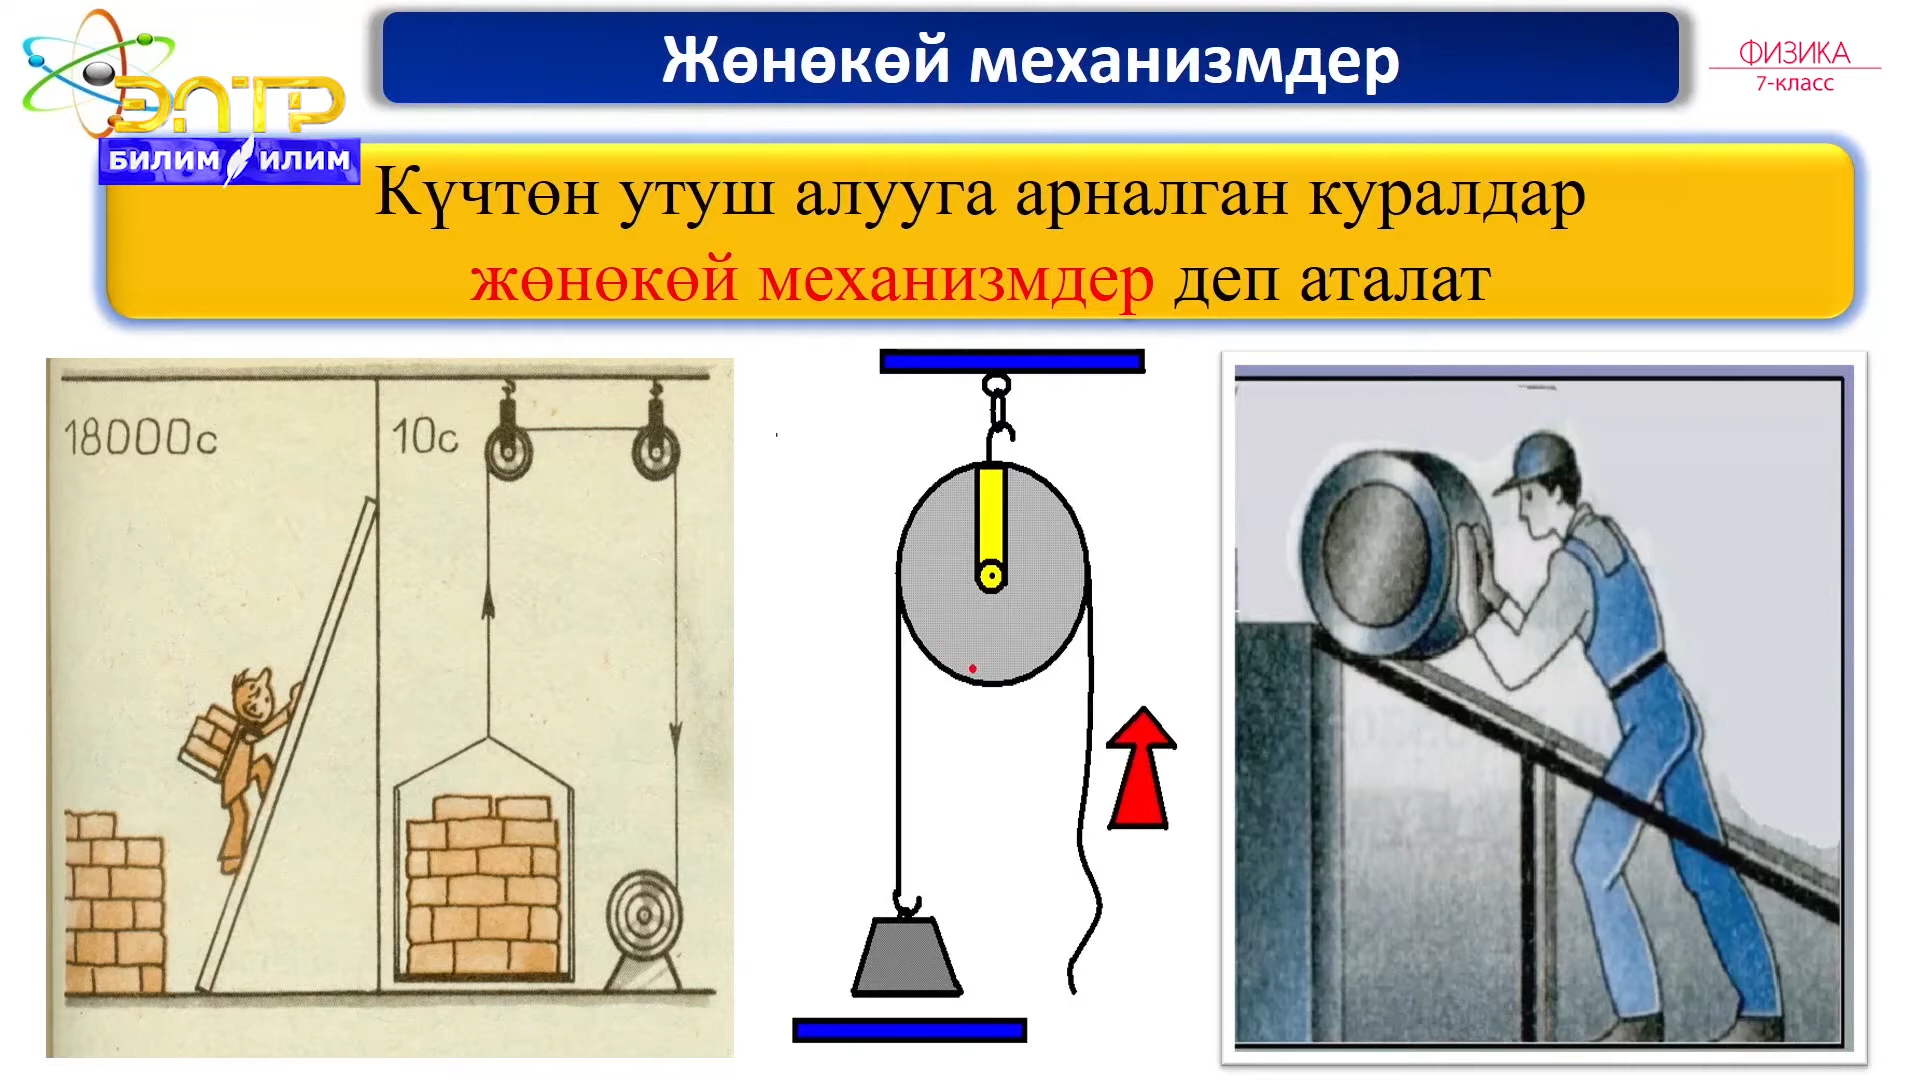 Жөнөкөй механизмдер
ФИЗИКА
7-класс
ЭЛТР
БИЛИМ ИЛИМ
Күчтөн утуш алууга арналган куралдар
жөнөкөй механизмдер деп аталат
18000с
10с